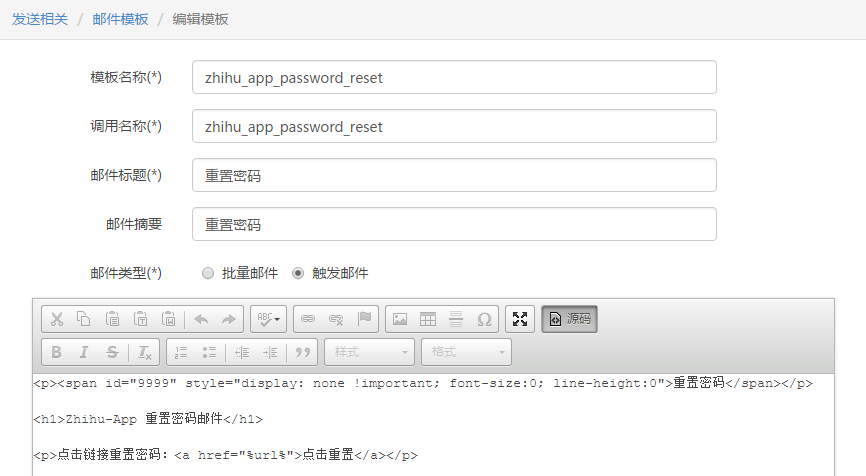 发送相关 / 邮件模板 / 编辑模板
模板名称(*) zhihu_app_password_reset
调用名称(*) zhihu_app_password_reset
邮件标题(*) 重置密码
邮件摘要 重置密码
邮件类型(*) 批量邮件 触发邮件
ABC Ω 源码
B I S Tx 样式 格式
<p><span id="9999" style="display: none !important; font-size:0; line-height:0">重置密码</span></p>
<h1>Zhihu-App 重置密码邮件</h1>
<p>点击链接重置密码：<a href="%url%">点击重置</a></p>